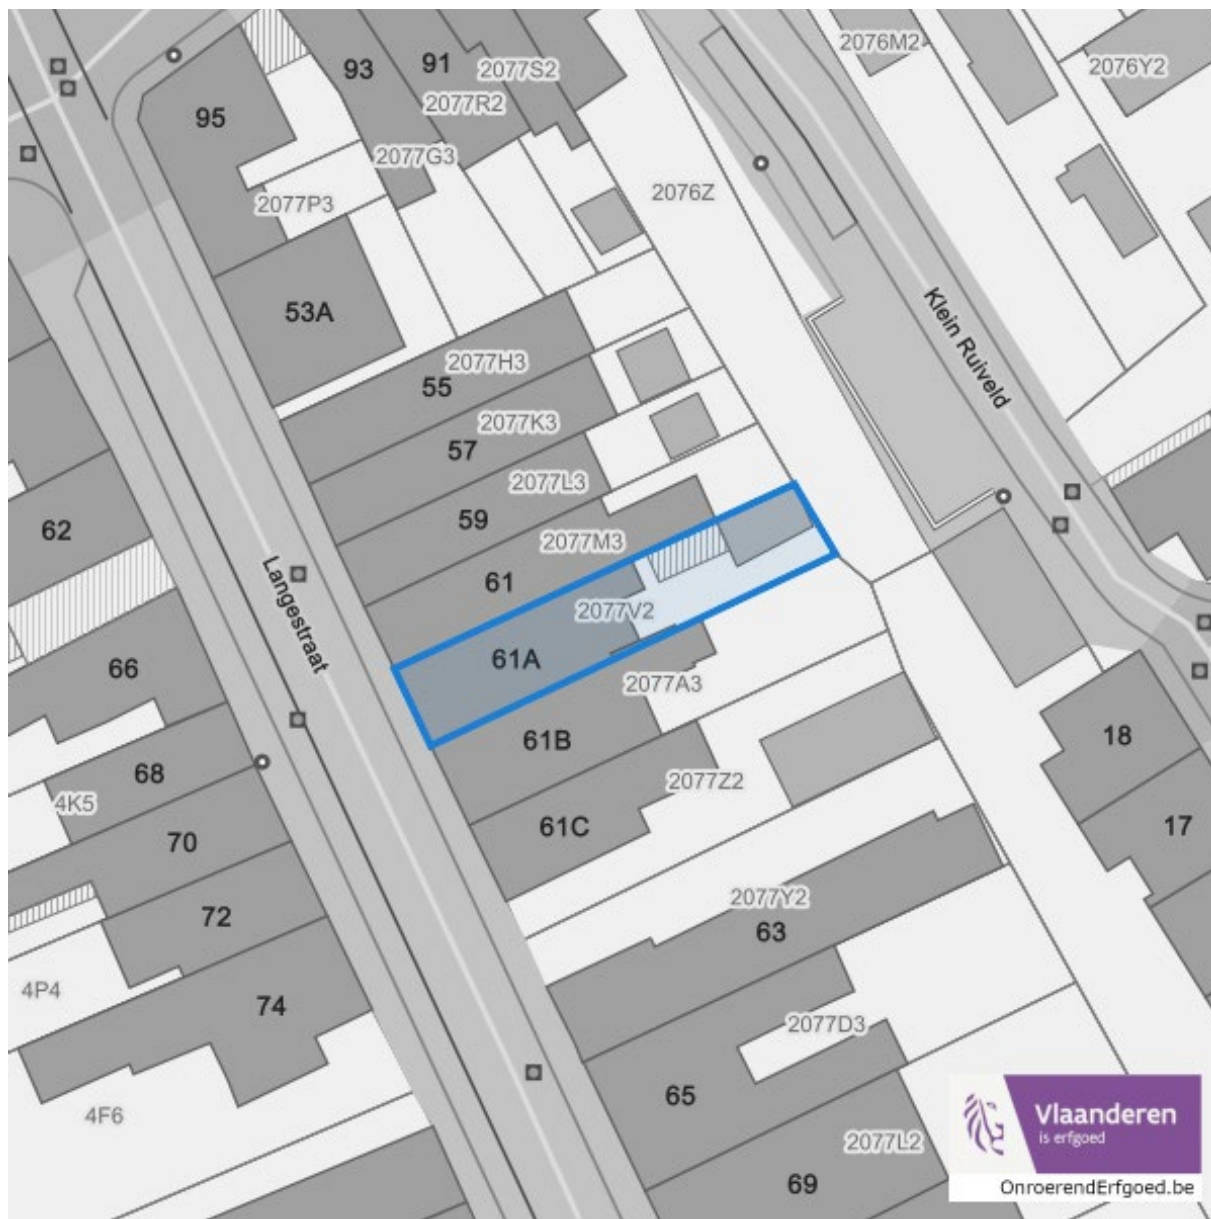 2076M2
93
91
2077S2
2076Y2
2077R2
95
2077G3
2076Z
2077P3
53A
Klein Ruiveld
2077H3
55
2077K3
57
2077L3
59
62
2077M3
61
Langestraat
2077V2
61A
66
2077A3
61B
18
68
2077Z2
4K5
61C
17
70
2077Y2
72
63
4P4
74
2077D3
65
4F6
2077L2
69
Vlaanderen
is erfgoed
OnroerendErfgoed.be